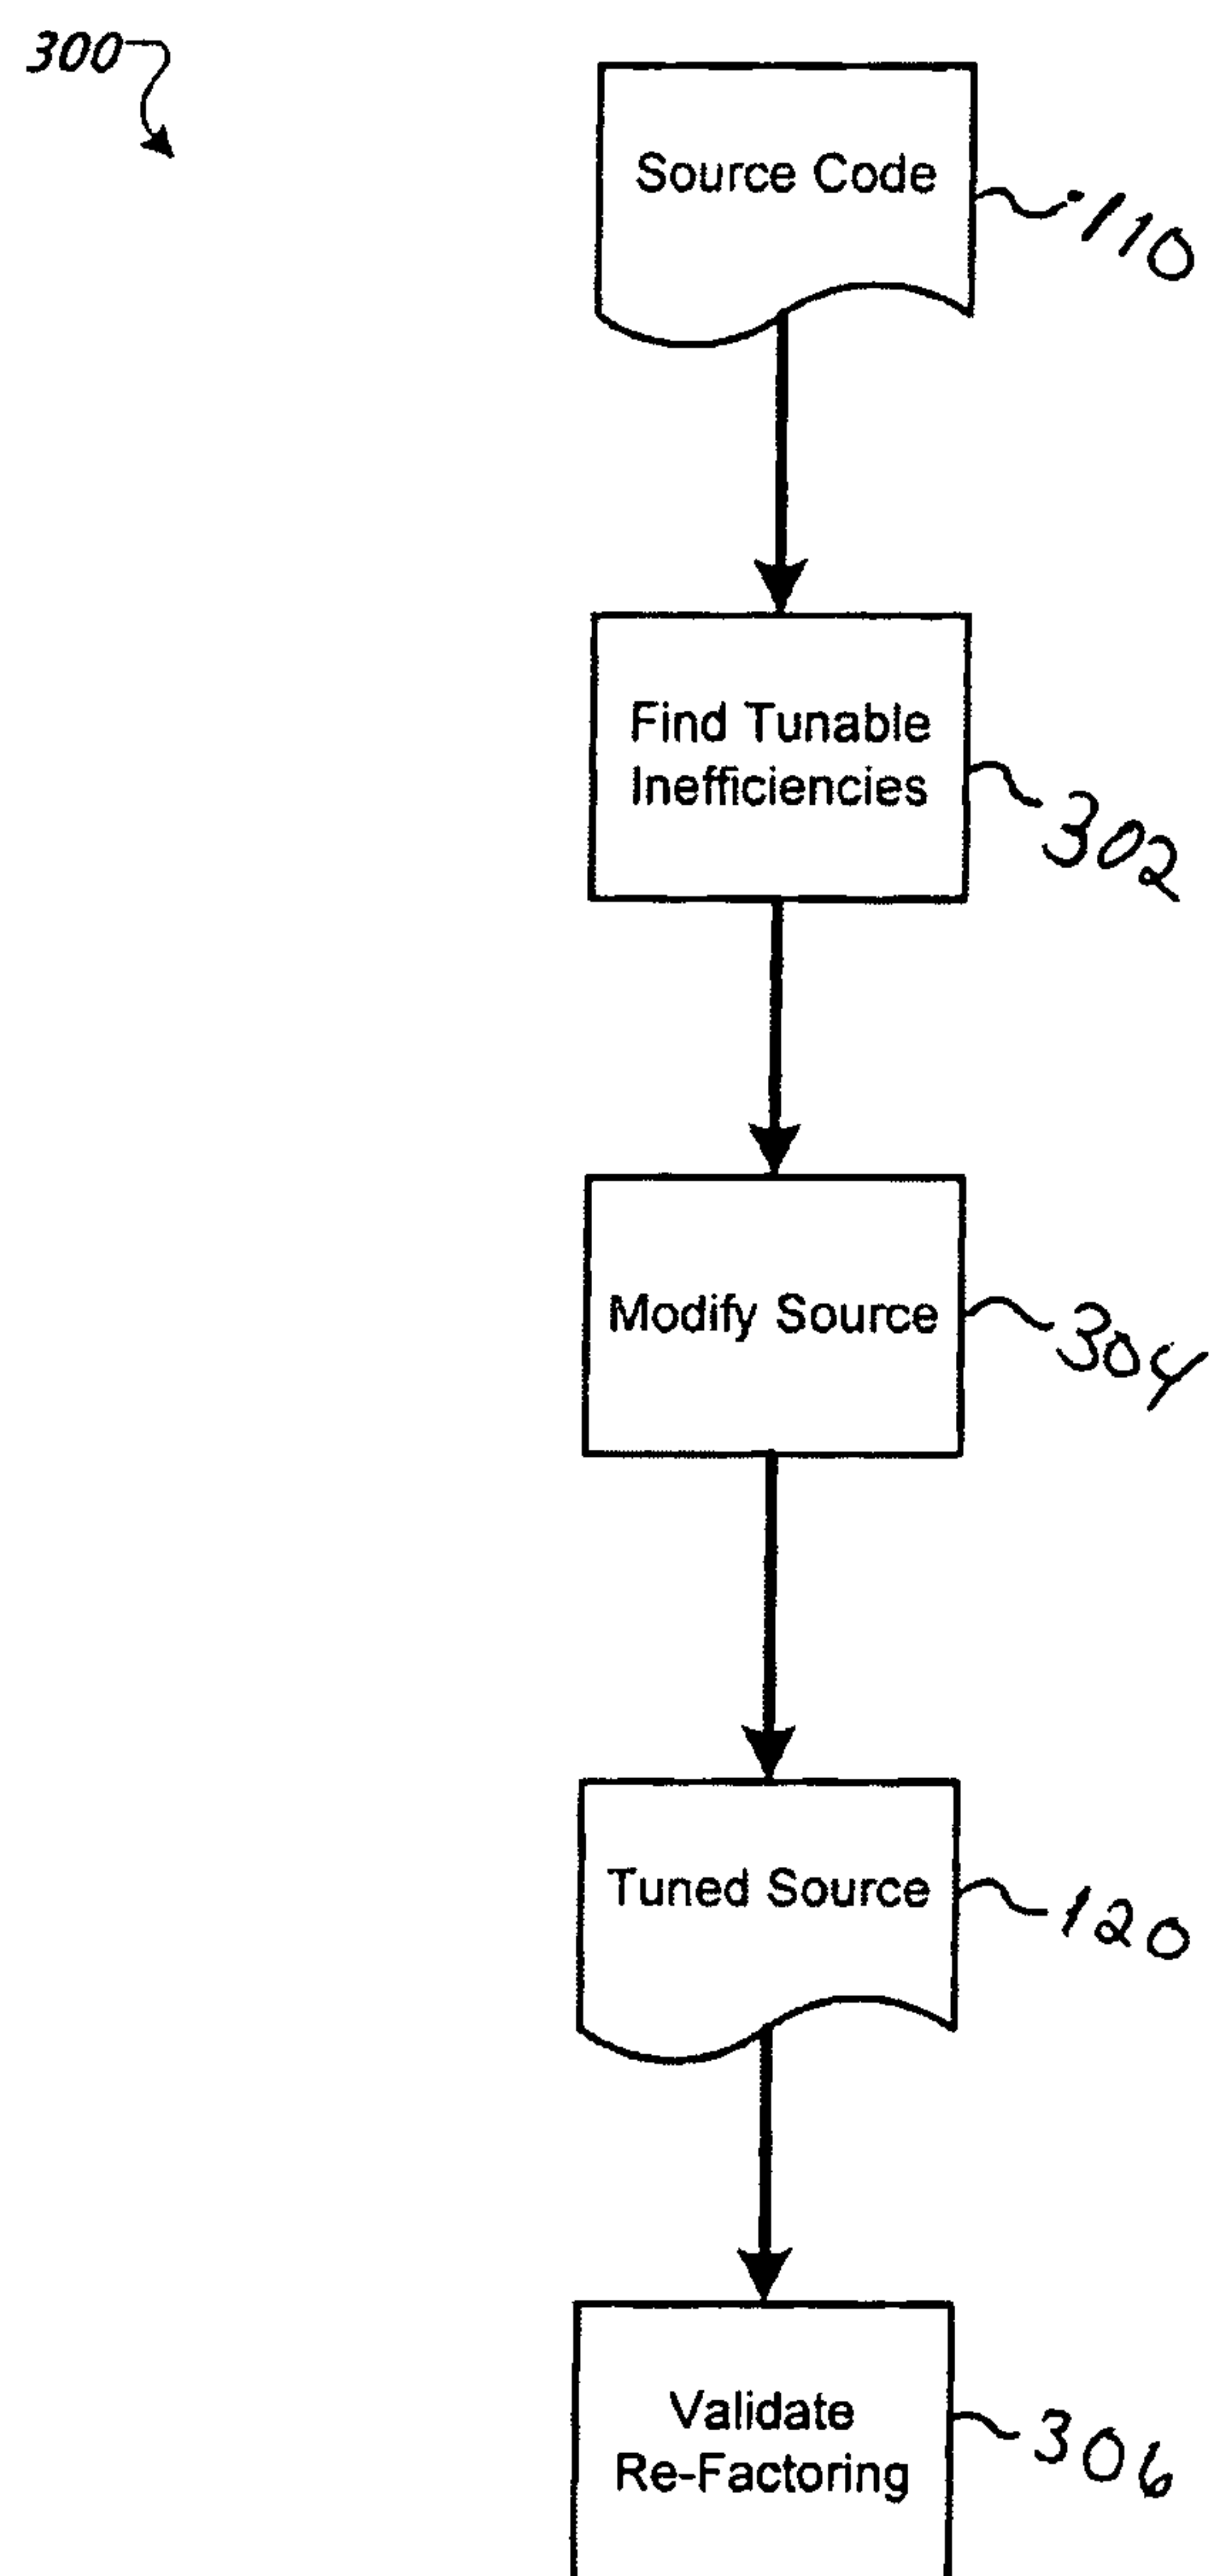 300
Source Code
110
Find Tunable
Inefficiencies
302
Modify Source
304
Tuned Source
120
Validate
Re-Factoring
306